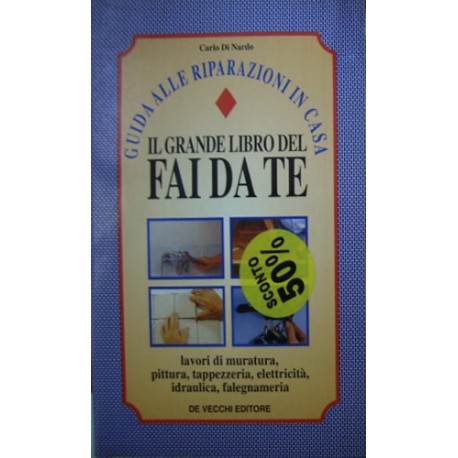 Carlo Di Nardo
GUIDA ALLE RIPARAZIONI IN CASA
IL GRANDE LIBRO DEL
FAI DA TE
SCONTO
50%
lavori di muratura,
pittura, tappezzeria, elettricità,
idraulica, falegnameria
DE VECCHI EDITORE